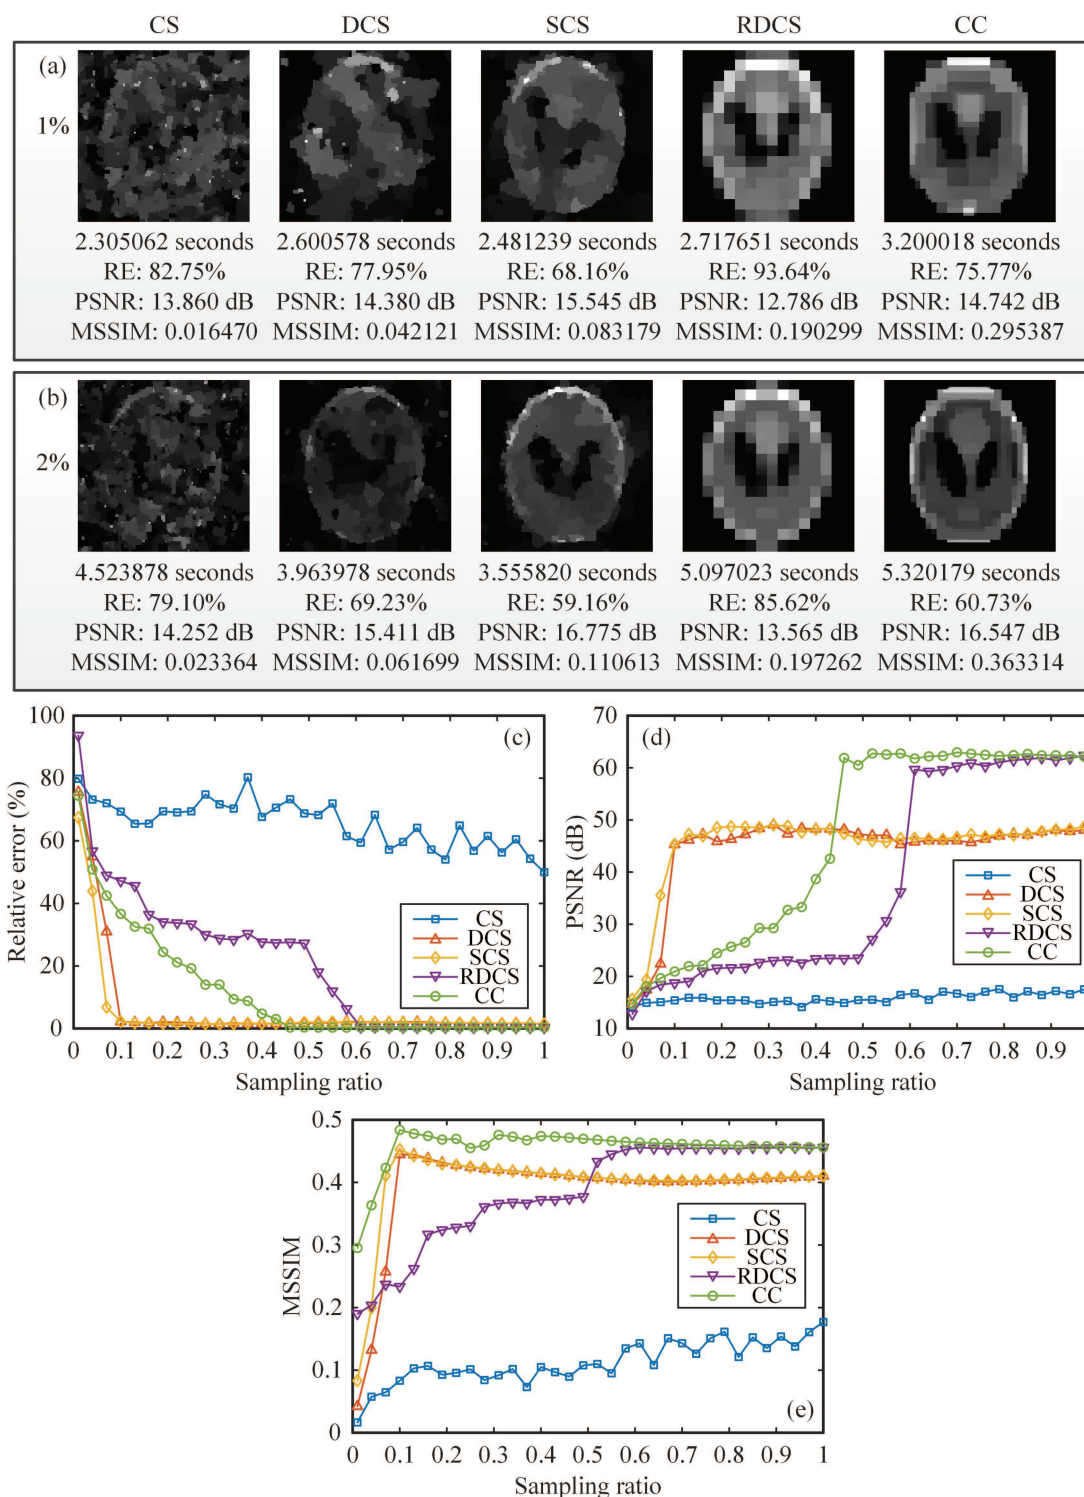 CS DCS SCS RDCS CC
(a)
1%
2.305062 seconds 2.600578 seconds 2.481239 seconds 2.717651 seconds 3.200018 seconds
RE: 82.75% RE: 77.95% RE: 68.16% RE: 93.64% RE: 75.77%
PSNR: 13.860 dB PSNR: 14.380 dB PSNR: 15.545 dB PSNR: 12.786 dB PSNR: 14.742 dB
MSSIM: 0.016470 MSSIM: 0.042121 MSSIM: 0.083179 MSSIM: 0.190299 MSSIM: 0.295387
(b)
2%
4.523878 seconds 3.963978 seconds 3.555820 seconds 5.097023 seconds 5.320179 seconds
RE: 79.10% RE: 69.23% RE: 59.16% RE: 85.62% RE: 60.73%
PSNR: 14.252 dB PSNR: 15.411 dB PSNR: 16.775 dB PSNR: 13.565 dB PSNR: 16.547 dB
MSSIM: 0.023364 MSSIM: 0.061699 MSSIM: 0.110613 MSSIM: 0.197262 MSSIM: 0.363314
(c)
Relative error (%)
100
80
60
40
20
0
CS
DCS
SCS
RDCS
CC
0 0.1 0.2 0.3 0.4 0.5 0.6 0.7 0.8 0.9 1
Sampling ratio
(d)
PSNR (dB)
70
60
50
40
30
20
10
CS
DCS
SCS
RDCS
CC
0 0.1 0.2 0.3 0.4 0.5 0.6 0.7 0.8 0.9
Sampling ratio
MSSIM
0.5
0.4
0.3
0.2
0.1
0
CS
DCS
SCS
RDCS
CC
(e)
0 0.1 0.2 0.3 0.4 0.5 0.6 0.7 0.8 0.9 1
Sampling ratio